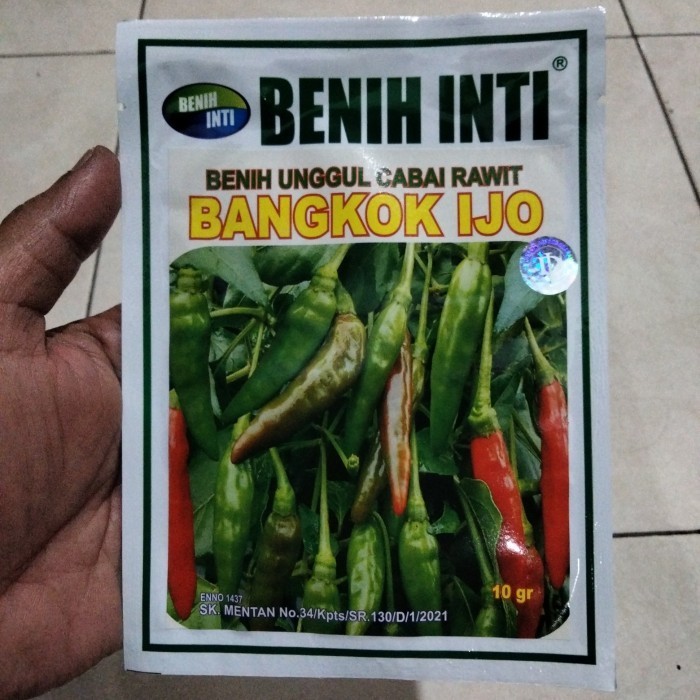 BENIH
INTI
BENIH INTI®
BENIH UNGGUL CABAI RAWIT
BANGKOK IJO
10 gr
ENNO 1437
SK. MENTAN No.34/Kpts/SR.130/D/1/2021